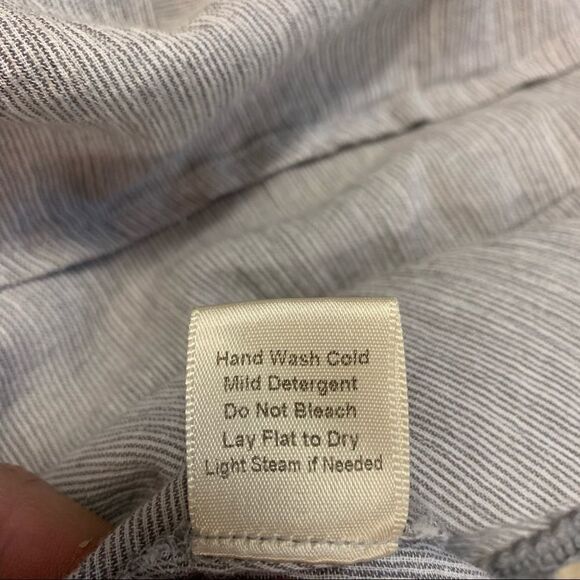 Hand Wash Cold
Mild Detergent
Do Not Bleach
Lay Flat to Dry
Light Steam if Needed